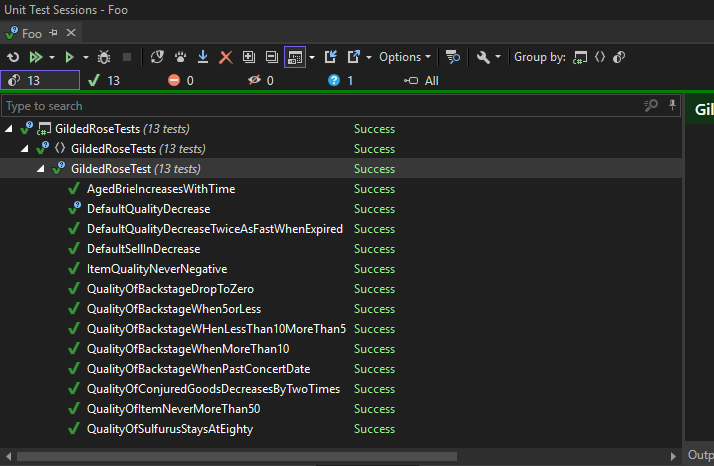 Unit Test Sessions - Foo
Foo
Options Group by:
13 13 0 0 1 All
Type to search
GildedRoseTests (13 tests) Success
GildedRoseTests (13 tests) Success
GildedRoseTest (13 tests) Success
AgedBrieIncreasesWithTime Success
DefaultQualityDecrease Success
DefaultQualityDecreaseTwiceAsFastWhenExpired Success
DefaultSellInDecrease Success
ItemQualityNeverNegative Success
QualityOfBackstageDropToZero Success
QualityOfBackstageWhen5orLess Success
QualityOfBackstageWHenLessThan10MoreThan5 Success
QualityOfBackstageWhenMoreThan10 Success
QualityOfBackstageWhenPastConcertDate Success
QualityOfConjuredGoodsDecreasesByTwoTimes Success
QualityOfItemNeverMoreThan50 Success
QualityOfSulfurusStaysAtEighty Success
Gil
Outp